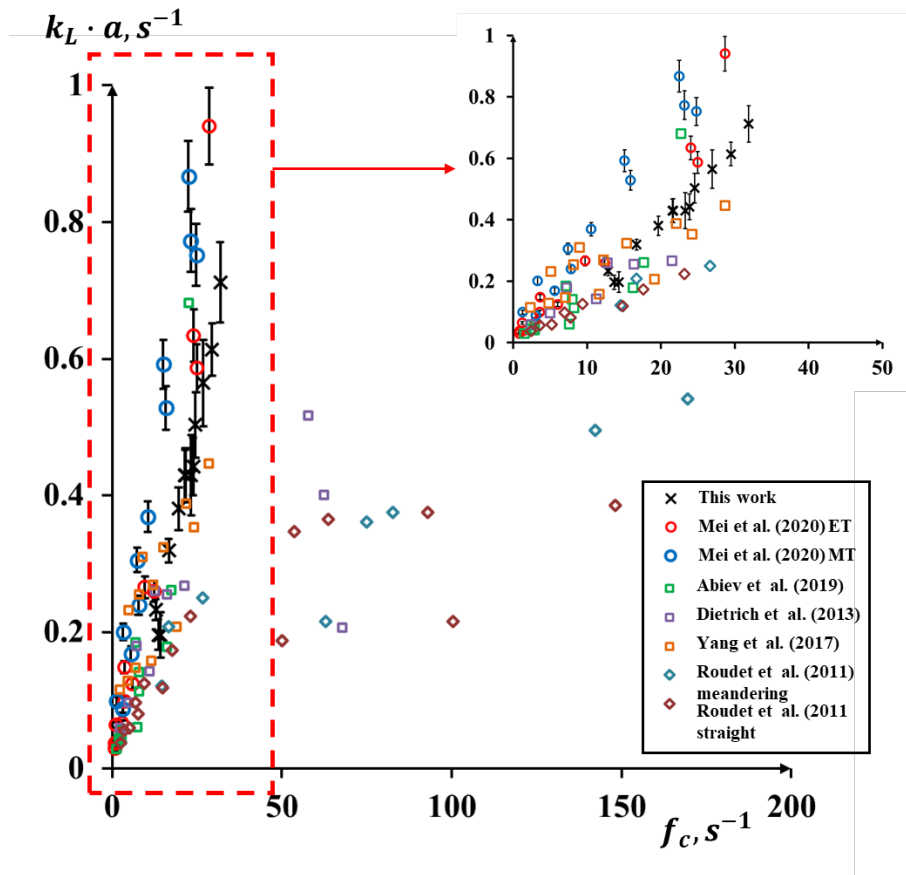 k_L · a, s⁻¹
1
0.8
0.6
0.4
0.2
0
0 50 100 150 200
f_c, s⁻¹
1
0.8
0.6
0.4
0.2
0
0 10 20 30 40 50
This work
Mei et al. (2020) ET
Mei et al. (2020) MT
Abiev et al. (2019)
Dietrich et al. (2013)
Yang et al. (2017)
Roudet et al. (2011)
meandering
Roudet et al. (2011
straight